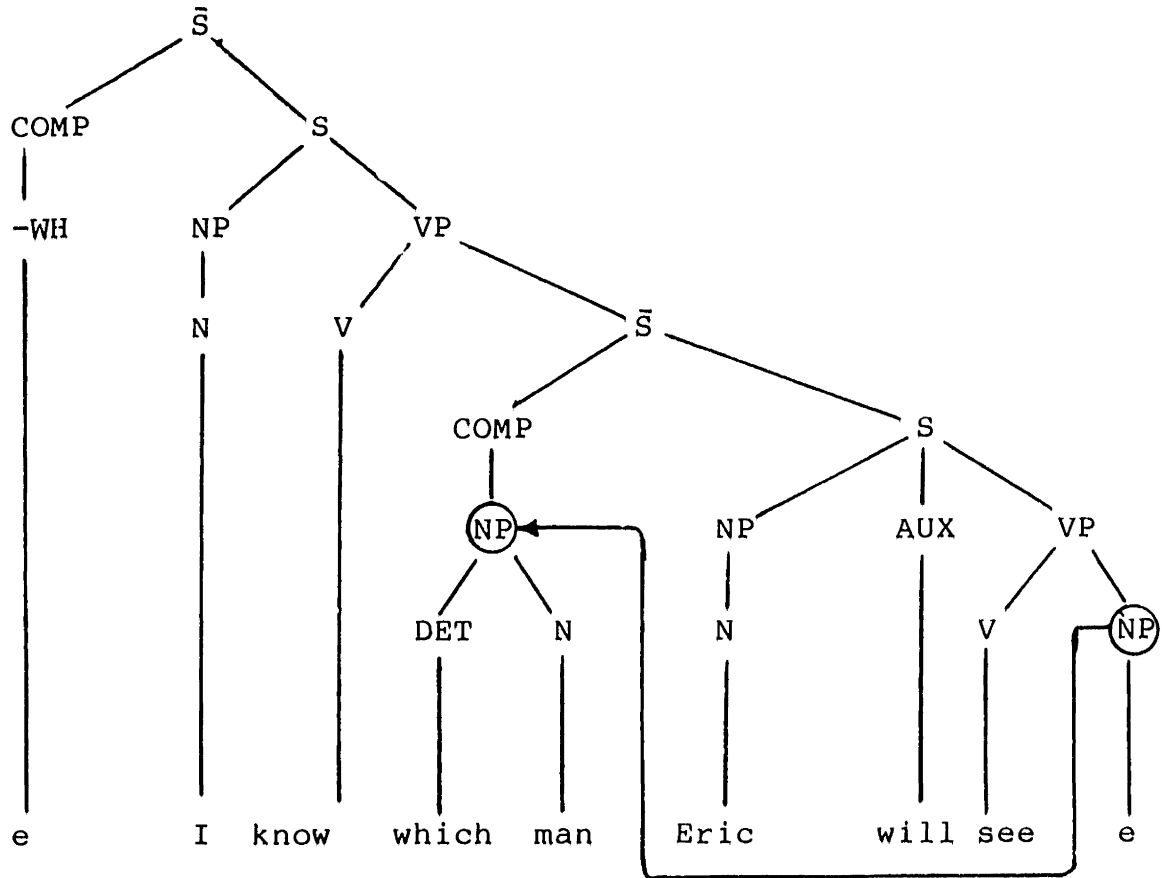 S̄
COMP S
-WH NP VP
N V S̄
COMP S
NP NP AUX VP
DET N N V NP
e I know which man Eric will see e